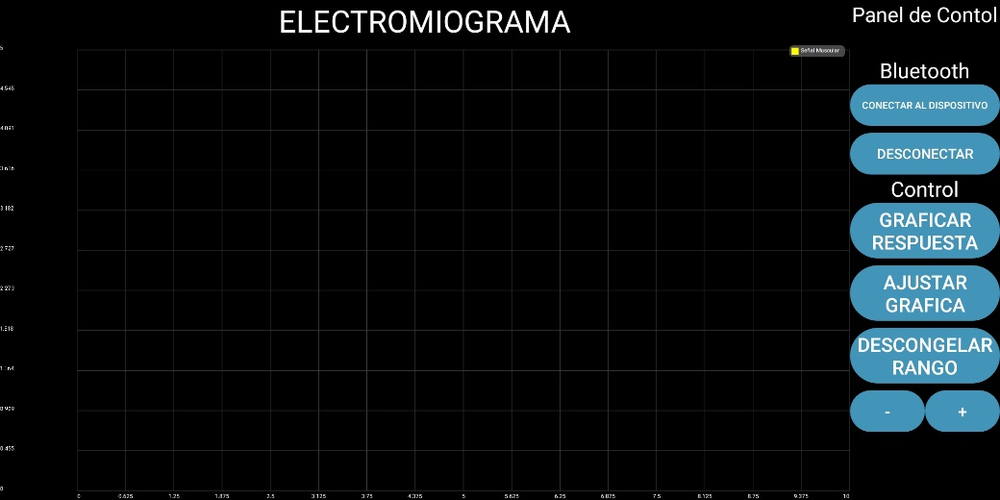 ELECTROMIOGRAMA
Panel de Contol
5
Señal Muscular
4.545
4.091
3.636
3.182
2.727
2.273
1.818
1.364
0.909
0.455
0
0 0.625 1.25 1.875 2.5 3.125 3.75 4.375 5 5.625 6.25 6.875 7.5 8.125 8.75 9.375 10
Bluetooth
CONECTAR AL DISPOSITIVO
DESCONECTAR
Control
GRAFICAR
RESPUESTA
AJUSTAR
GRAFICA
DESCONGELAR
RANGO
- +